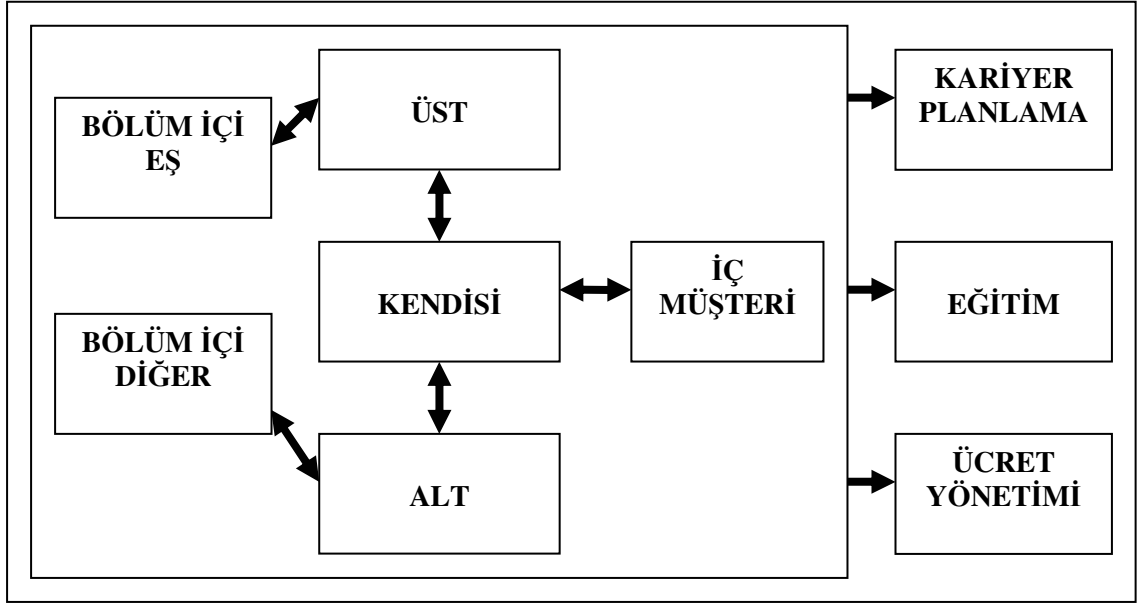 BÖLÜM İÇİ
EŞ
ÜST
KARİYER
PLANLAMA
KENDİSİ
İÇ
MÜŞTERİ
EĞİTİM
BÖLÜM İÇİ
DİĞER
ALT
ÜCRET
YÖNETİMİ